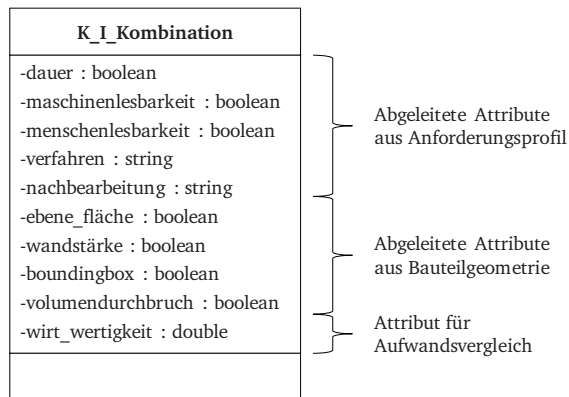 K_I_Kombination
-dauer : boolean
-maschinenlesbarkeit : boolean
-menschenlesbarkeit : boolean
-verfahren : string
-nachbearbeitung : string
-ebene_fläche : boolean
-wandstärke : boolean
-boundingbox : boolean
-volumendurchbruch : boolean
-wirt_wertigkeit : double
Abgeleitete Attribute
aus Anforderungsprofil
Abgeleitete Attribute
aus Bauteilgeometrie
Attribut für
Aufwandsvergleich